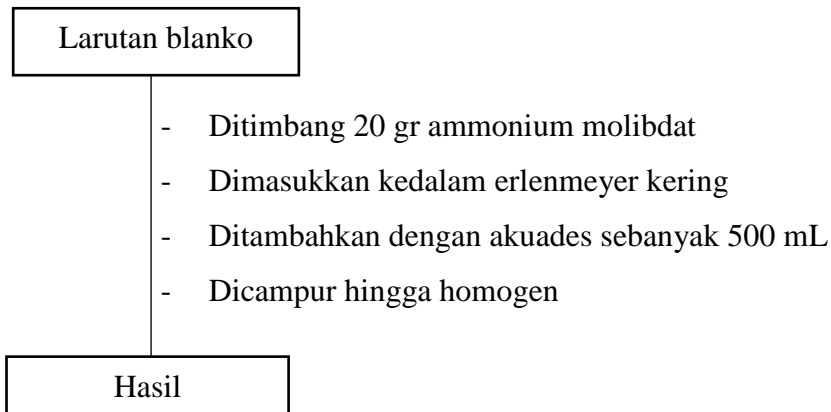 Larutan blanko
- Ditimbang 20 gr ammonium molibdat
- Dimasukkan kedalam erlenmeyer kering
- Ditambahkan dengan akuades sebanyak 500 mL
- Dicampur hingga homogen
Hasil